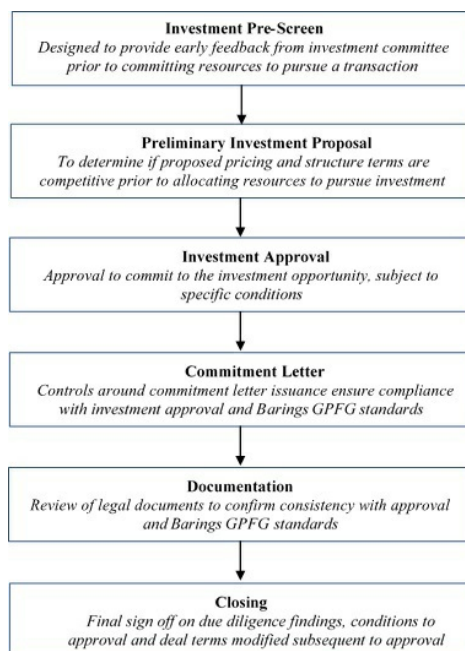 Investment Pre-Screen
Designed to provide early feedback from investment committee
prior to committing resources to pursue a transaction
Preliminary Investment Proposal
To determine if proposed pricing and structure terms are
competitive prior to allocating resources to pursue investment
Investment Approval
Approval to commit to the investment opportunity, subject to
specific conditions
Commitment Letter
Controls around commitment letter issuance ensure compliance
with investment approval and Barings GPFG standards
Documentation
Review of legal documents to confirm consistency with approval
and Barings GPFG standards
Closing
Final sign off on due diligence findings, conditions to
approval and deal terms modified subsequent to approval